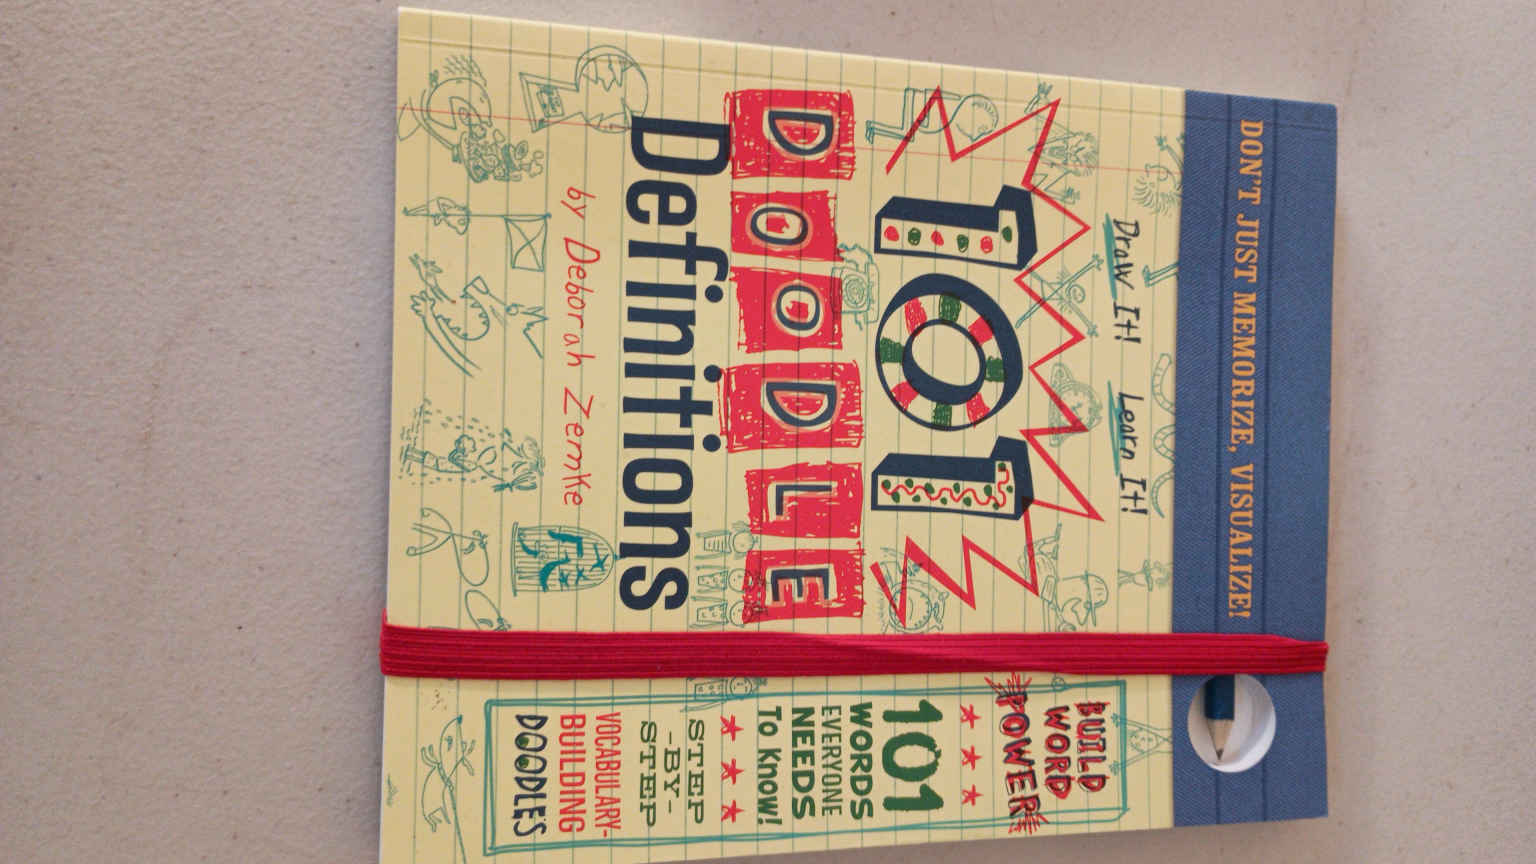 DON'T JUST MEMORIZE, VISUALIZE!
Draw It! Learn It!
101
DOODLE
Definitions
by Deborah Zemke
BUILD
WORD
POWER
101
WORDS
EVERYONE
NEEDS
To Know!
STEP
-BY-
STEP
VOCABULARY-
BUILDING
DOODLES